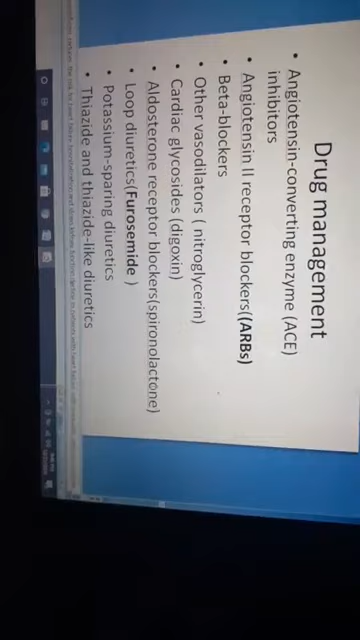 Drug management
• Angiotensin-converting enzyme (ACE)
inhibitors
• Angiotensin II receptor blockers((ARBs)
• Beta-blockers
• Other vasodilators ( nitroglycerin)
• Cardiac glycosides (digoxin)
• Aldosterone receptor blockers(spironolactone)
• Loop diuretics(Furosemide )
• Potassium-sparing diuretics
• Thiazide and thiazide-like diuretics